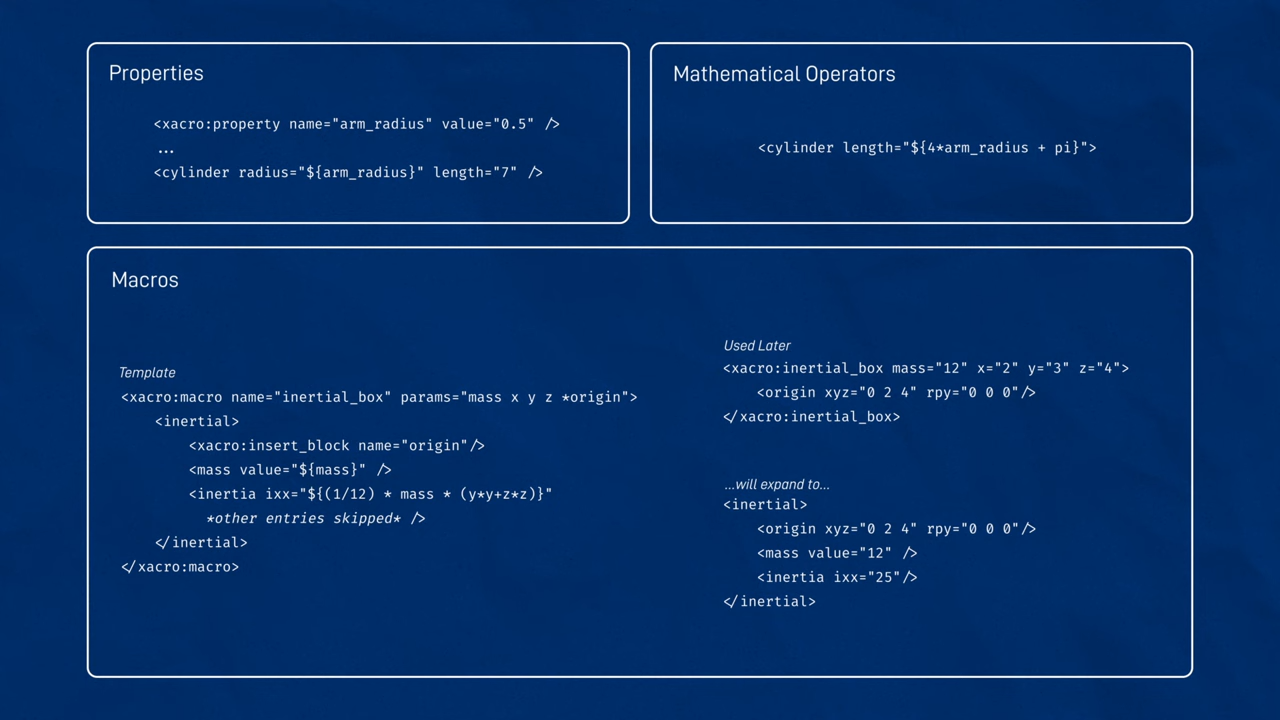 Properties
<xacro:property name="arm_radius" value="0.5" />
...
<cylinder radius="${arm_radius}" length="7" />
Mathematical Operators
<cylinder length="${4*arm_radius + pi}">
Macros
Template
<xacro:macro name="inertial_box" params="mass x y z *origin">
<inertial>
<xacro:insert_block name="origin"/>
<mass value="${mass}" />
<inertia ixx="${(1/12) * mass * (y*y+z*z)}"
*other entries skipped* />
</inertial>
</xacro:macro>
Used Later
<xacro:inertial_box mass="12" x="2" y="3" z="4">
<origin xyz="0 2 4" rpy="0 0 0"/>
</xacro:inertial_box>
...will expand to...
<inertial>
<origin xyz="0 2 4" rpy="0 0 0"/>
<mass value="12" />
<inertia ixx="25"/>
</inertial>